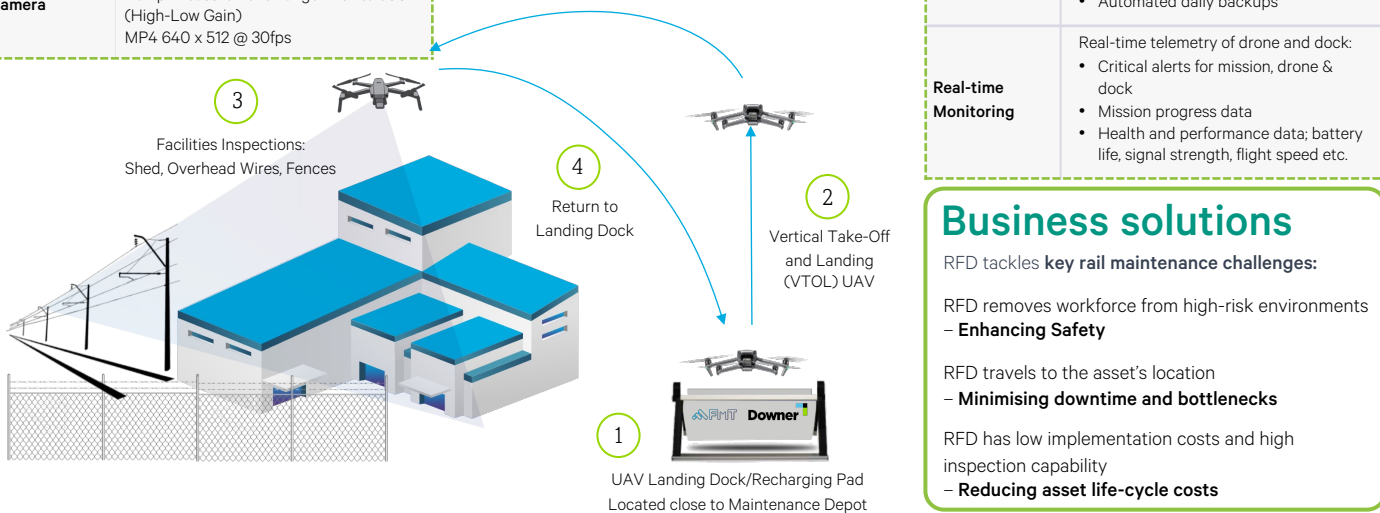 amera
(High-Low Gain)
MP4 640 x 512 @ 30fps
3
Facilities Inspections:
Shed, Overhead Wires, Fences
4
Return to
Landing Dock
2
Vertical Take-Off
and Landing
(VTOL) UAV
FMT Downer
1
UAV Landing Dock/Recharging Pad
Located close to Maintenance Depot
• Automated daily backups
Real-time
Monitoring
Real-time telemetry of drone and dock:
• Critical alerts for mission, drone &
dock
• Mission progress data
• Health and performance data; battery
life, signal strength, flight speed etc.
Business solutions
RFD tackles key rail maintenance challenges:
RFD removes workforce from high-risk environments
– Enhancing Safety
RFD travels to the asset’s location
– Minimising downtime and bottlenecks
RFD has low implementation costs and high
inspection capability
– Reducing asset life-cycle costs